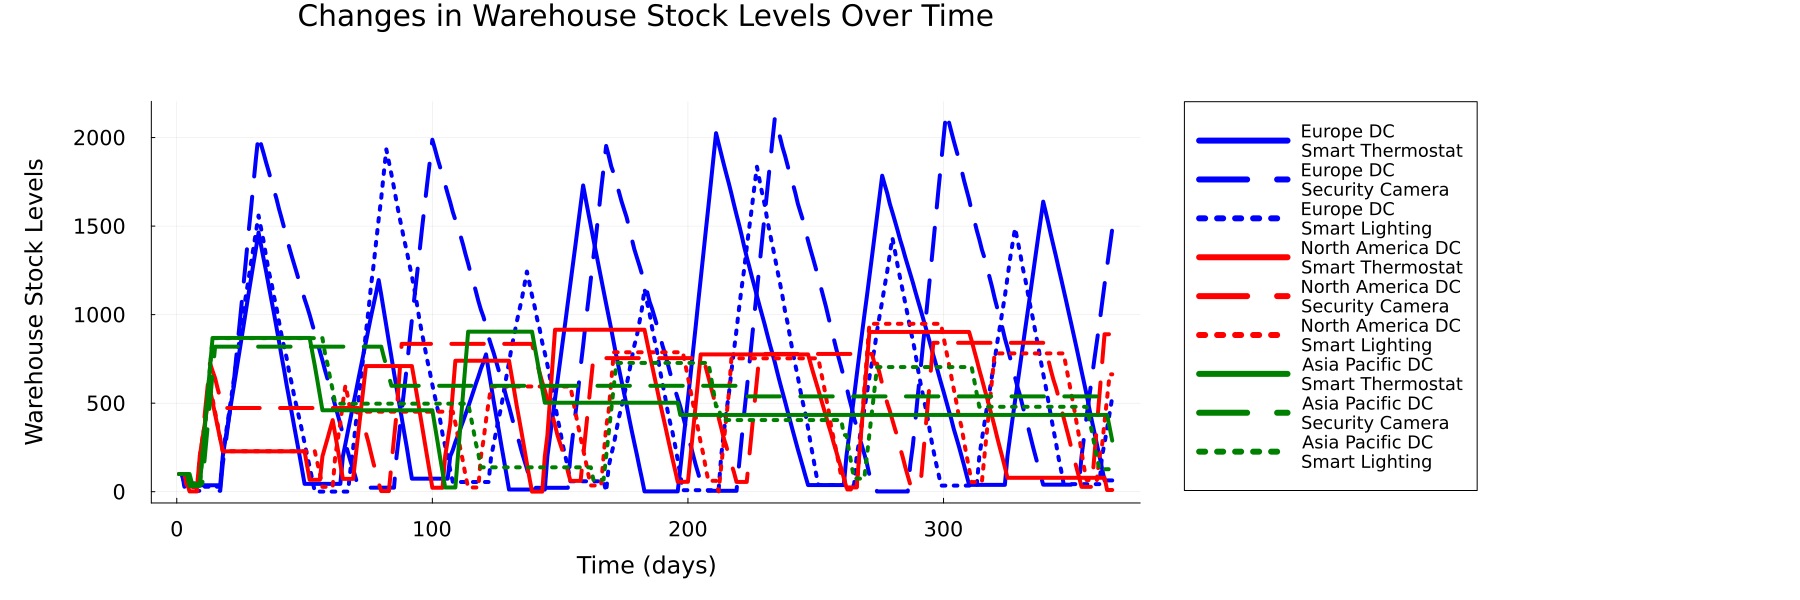 Changes in Warehouse Stock Levels Over Time
Warehouse Stock Levels
2000
1500
1000
500
0
0
100
200
300
Time (days)
Europe DC
Smart Thermostat
Europe DC
Security Camera
Europe DC
Smart Lighting
North America DC
Smart Thermostat
North America DC
Security Camera
North America DC
Smart Lighting
Asia Pacific DC
Smart Thermostat
Asia Pacific DC
Security Camera
Asia Pacific DC
Smart Lighting